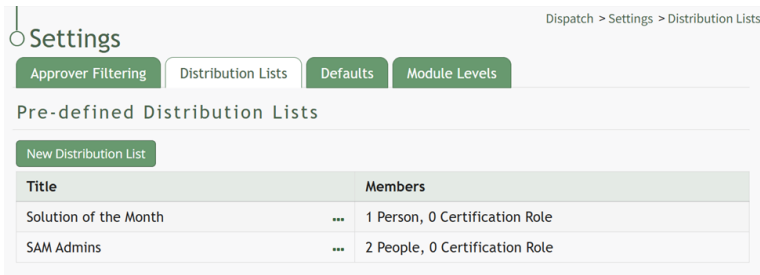 Dispatch > Settings > Distribution Lists
Settings
Approver Filtering Distribution Lists Defaults Module Levels
Pre-defined Distribution Lists
New Distribution List
Title Members
Solution of the Month ... 1 Person, 0 Certification Role
SAM Admins ... 2 People, 0 Certification Role